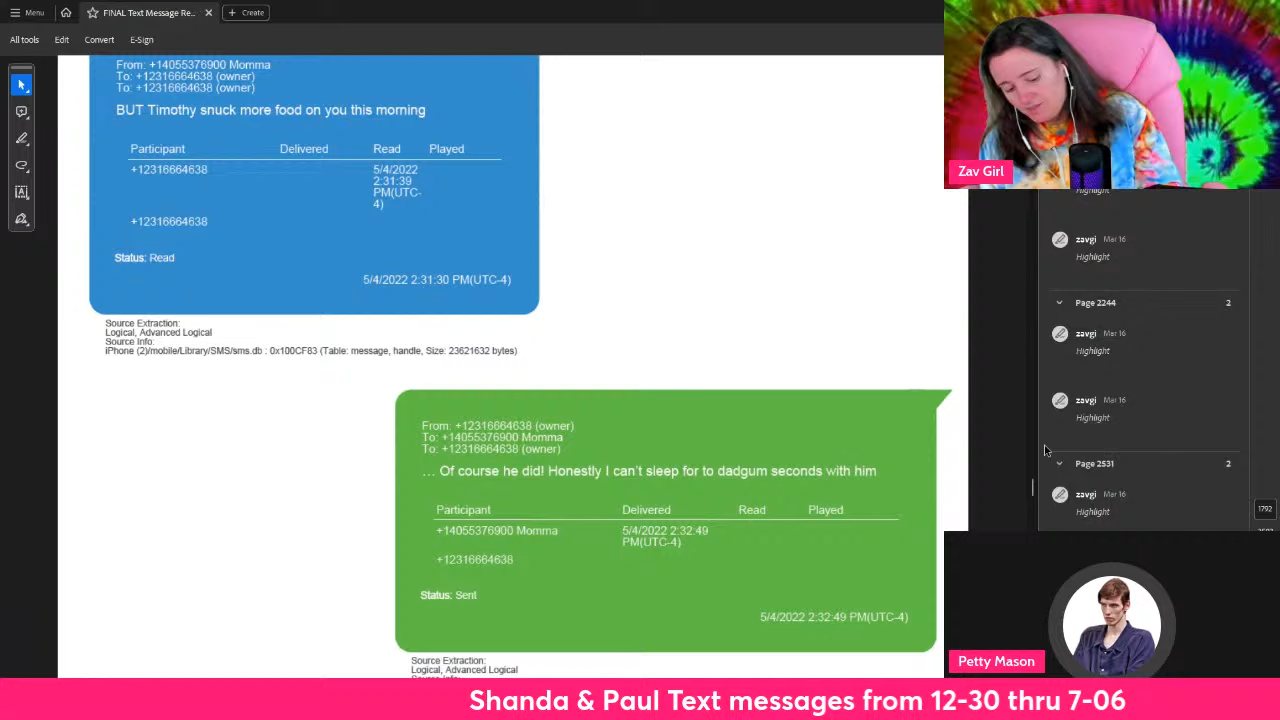 Menu
FINAL Text Message Re...
Create
All tools
Edit
Convert
E-Sign
From: +14055376900 Momma
To: +12316664638 (owner)
To: +12316664638 (owner)
BUT Timothy snuck more food on you this morning
Participant Delivered Read Played
+12316664638 5/4/2022
2:31:39
PM(UTC-
4)
+12316664638
Status: Read
5/4/2022 2:31:30 PM(UTC-4)
Source Extraction:
Logical, Advanced Logical
Source Info:
iPhone (2)/mobile/Library/SMS/sms.db : 0x100CF83 (Table: message, handle, Size: 23621632 bytes)
From: +12316664638 (owner)
To: +14055376900 Momma
To: +12316664638 (owner)
... Of course he did! Honestly I can't sleep for to dadgum seconds with him
Participant Delivered Read Played
+14055376900 Momma 5/4/2022 2:32:49
PM(UTC-4)
+12316664638
Status: Sent
5/4/2022 2:32:49 PM(UTC-4)
Source Extraction:
Logical, Advanced Logical
Zav Girl
Highlight
zavgi Mar 16
Highlight
Page 2244 2
zavgi Mar 16
Highlight
zavgi Mar 16
Highlight
Page 2531 2
zavgi Mar 16
Highlight
1792
Petty Mason
Shanda & Paul Text messages from 12-30 thru 7-06